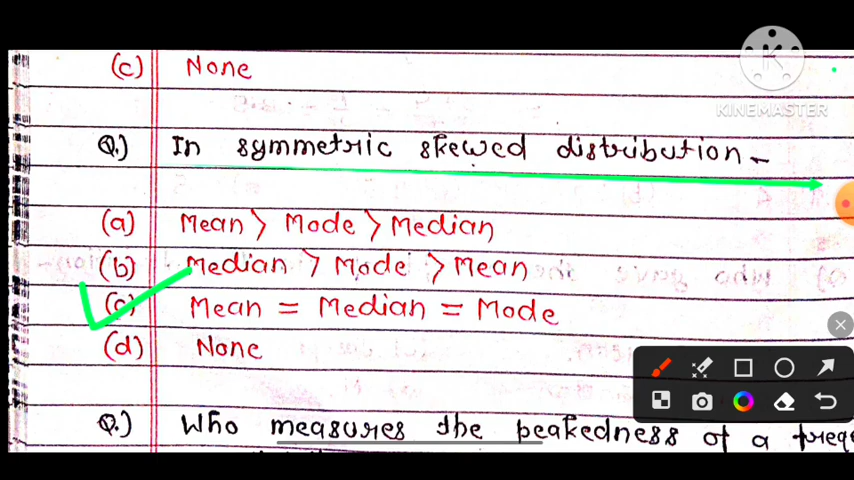 KINEMASTER
(c) None
Q.) In symmetric skewed distribution-
(a) Mean > Mode > Median
(b) Median > Mode > Mean
(c) Mean = Median = Mode
(d) None
Q.) Who measures the peakedness of a freq